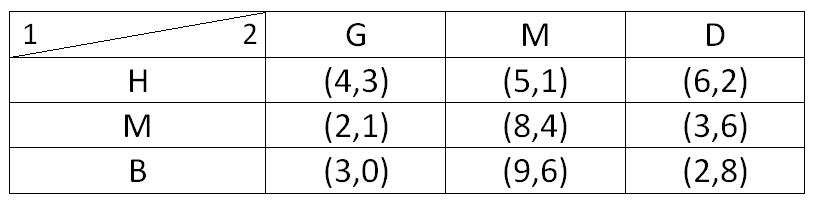 1 2 G M D
H (4,3) (5,1) (6,2)
M (2,1) (8,4) (3,6)
B (3,0) (9,6) (2,8)